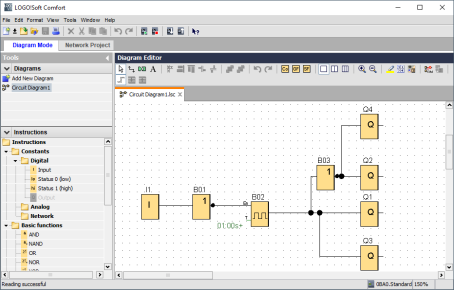 LOGO!Soft Comfort
File Edit Format View Tools Window Help
Diagram Mode Network Project
Tools
Diagrams
Add New Diagram
Circuit Diagram1
Instructions
Instructions
Constants
Digital
Input
Status 0 (low)
Status 1 (high)
Output
Analog
Network
Basic functions
AND
NAND
OR
NOR
Diagram Editor
Circuit Diagram1.lsc
Q4
Q
B03
1
Q2
Q
I1
I
B01
1
B02
01:00s+
Q1
Q
Q3
Q
Reading successful
0BA0.Standard 150%